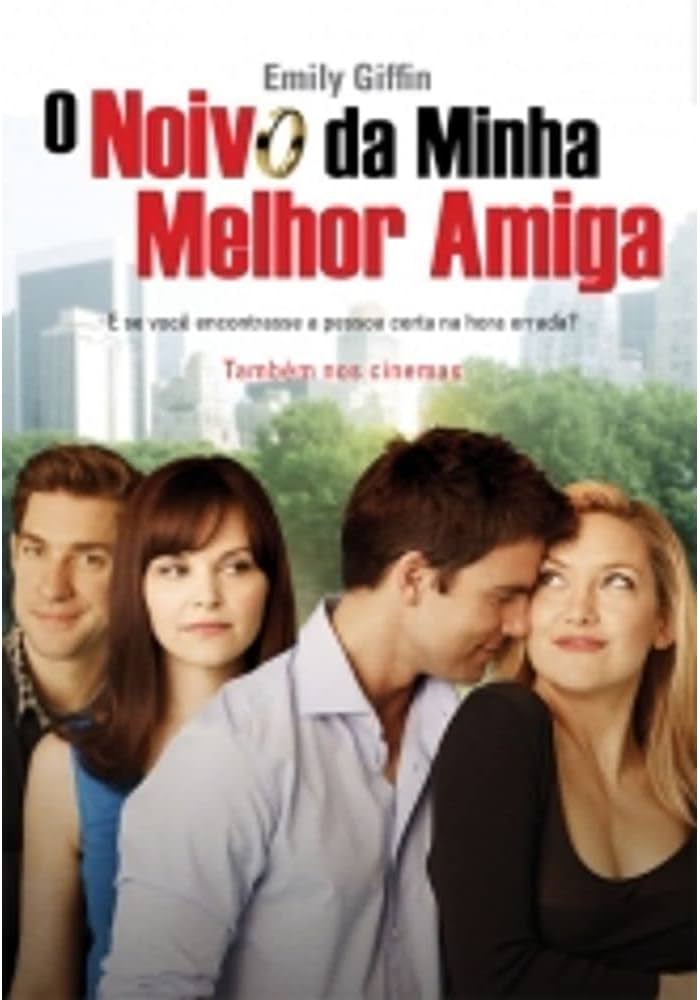 Emily Giffin
O Noivo da Minha
Melhor Amiga
E se você encontrasse a pessoa certa na hora errada?
Também nos cinemas